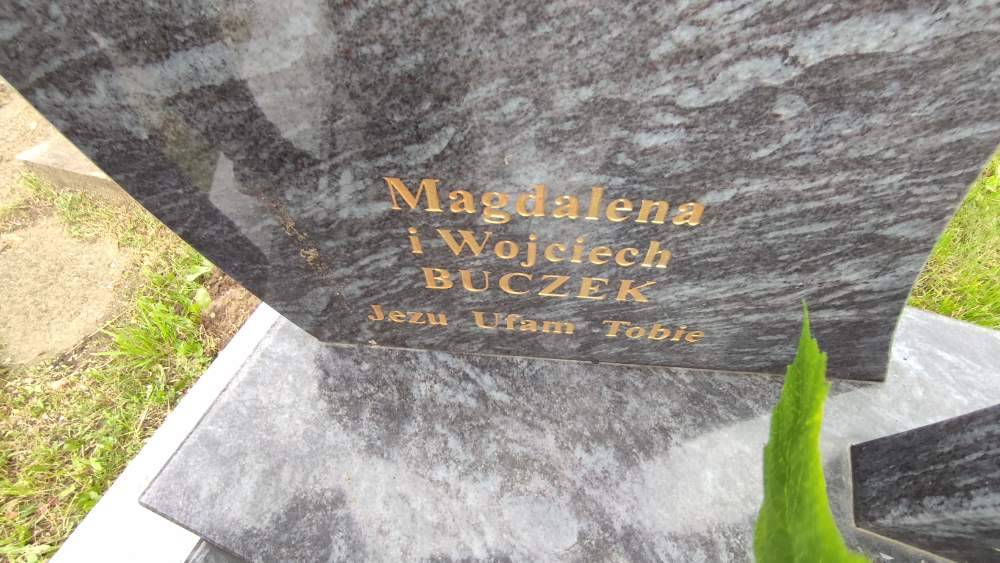 Magdalena
i Wojciech
BUCZEK
Jezu Ufam Tobie